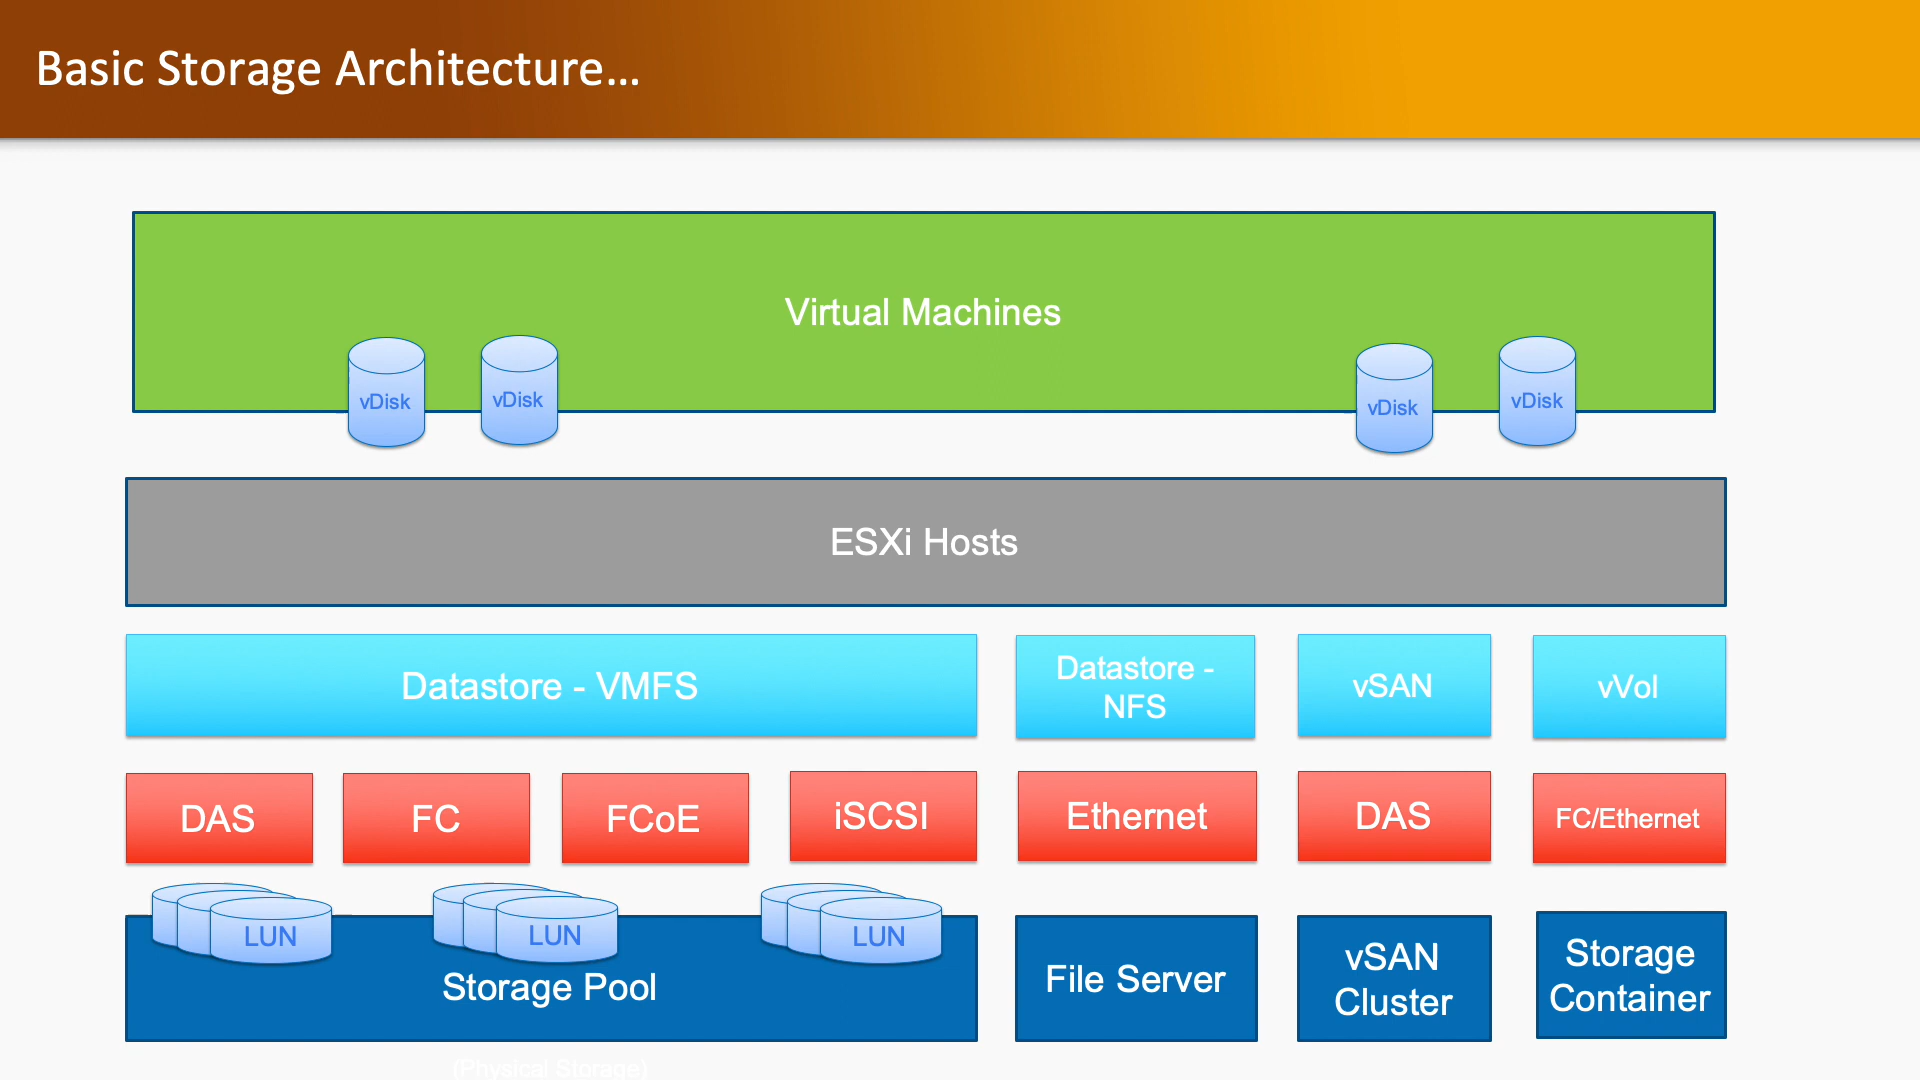 Basic Storage Architecture...
Virtual Machines
vDisk
vDisk
vDisk
vDisk
ESXi Hosts
Datastore - VMFS
Datastore -
NFS
vSAN
vVol
DAS
FC
FCoE
iSCSI
Ethernet
DAS
FC/Ethernet
LUN
LUN
LUN
Storage Pool
File Server
vSAN
Cluster
Storage
Container
(Physical Storage)